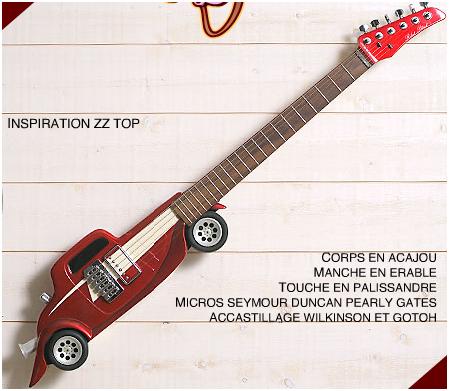 INSPIRATION ZZ TOP
CORPS EN ACAJOU
MANCHE EN ERABLE
TOUCHE EN PALISSANDRE
MICROS SEYMOUR DUNCAN PEARLY GATES
ACCASTILLAGE WILKINSON ET GOTOH